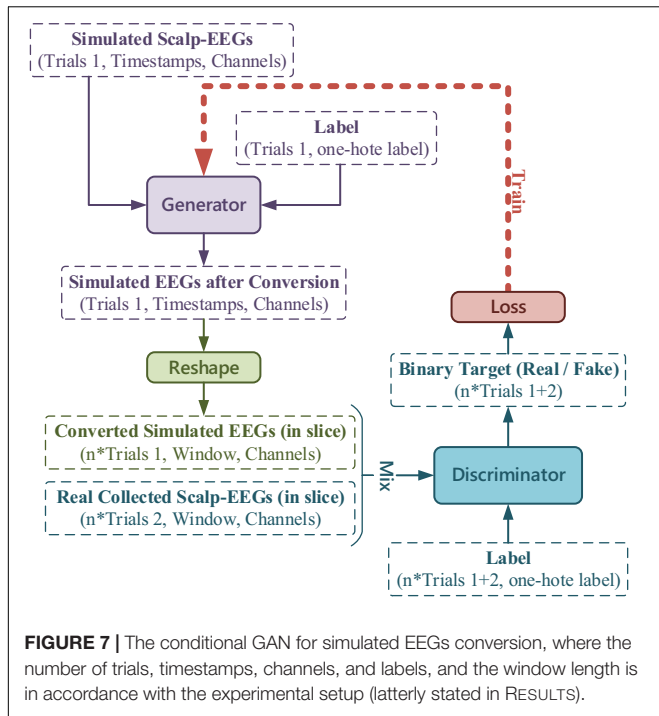 Simulated Scalp-EEGs
(Trials 1, Timestamps, Channels)
Label
(Trials 1, one-hote label)
Train
Generator
Simulated EEGs after Conversion
(Trials 1, Timestamps, Channels)
Loss
Reshape
Binary Target (Real / Fake)
(n*Trials 1+2)
Converted Simulated EEGs (in slice)
(n*Trials 1, Window, Channels)
Mix
Discriminator
Real Collected Scalp-EEGs (in slice)
(n*Trials 2, Window, Channels)
Label
(n*Trials 1+2, one-hote label)
FIGURE 7 | The conditional GAN for simulated EEGs conversion, where the
number of trials, timestamps, channels, and labels, and the window length is
in accordance with the experimental setup (latterly stated in RESULTS).